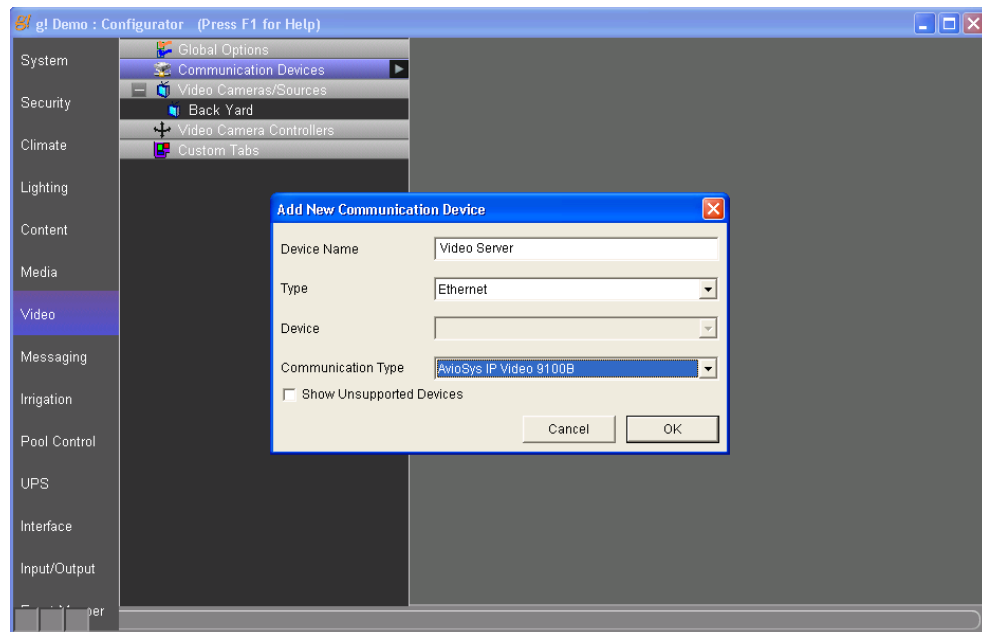 g! Demo : Configurator (Press F1 for Help)
System
Security
Climate
Lighting
Content
Media
Video
Messaging
Irrigation
Pool Control
UPS
Interface
Input/Output
Global Options
Communication Devices
Video Cameras/Sources
Back Yard
Video Camera Controllers
Custom Tabs
Add New Communication Device
Device Name
Video Server
Type
Ethernet
Device
Communication Type
AvioSys IP Video 9100B
Show Unsupported Devices
Cancel
OK